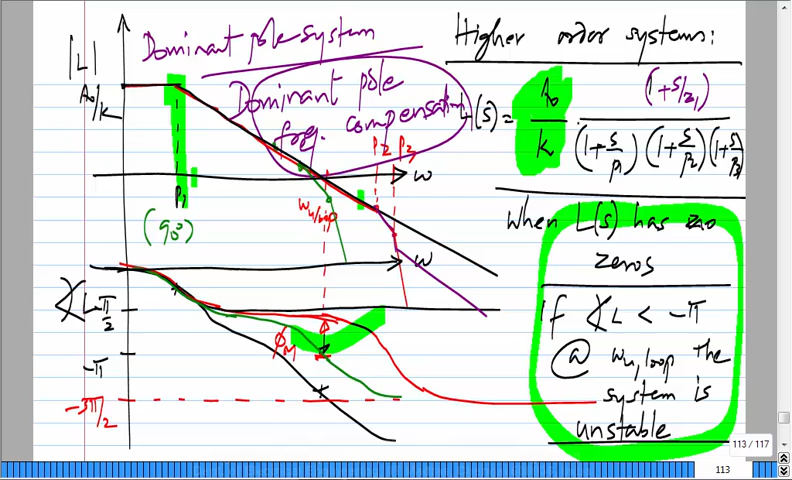 Dominant pole system
Higher order systems:
|L|
A₀/k
Dominant pole
freq. compensation
L(s) = A₀/k · (1+s/z₁) / (1+s/p₁)(1+s/p₂)(1+s/p₃)
p₂ p₃
ω
p₁
(90°)
ωu,loop
When L(s) has zero
zeros
ω
∠L
-π/2
if ∠L < -π
@ ωu,loop the
system is
unstable
ϕM
-π
-3π/2
113 / 117
113